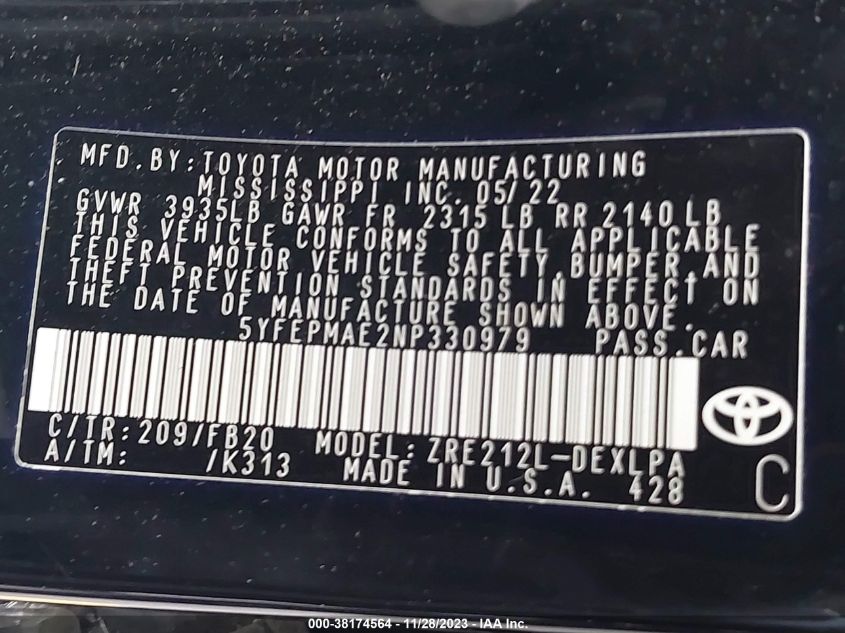 MFD.BY:TOYOTA MOTOR MANUFACTURING
MISSISSIPPI INC. 05/22
GVWR 3935LB GAWR FR 2315 LB RR 2140 LB
THIS VEHICLE CONFORMS TO ALL APPLICABLE
FEDERAL MOTOR VEHICLE SAFETY,BUMPER,AND
THEFT PREVENTION STANDARDS IN EFFECT ON
THE DATE OF MANUFACTURE SHOWN ABOVE.
5YFEPMAE2NP330979 PASS.CAR
C/TR:209/FB20 MODEL:ZRE212L-DEXLPA
A/TM: /K313 MADE IN U.S.A. 428 C
000-38174564 - 11/28/2023 - IAA Inc.